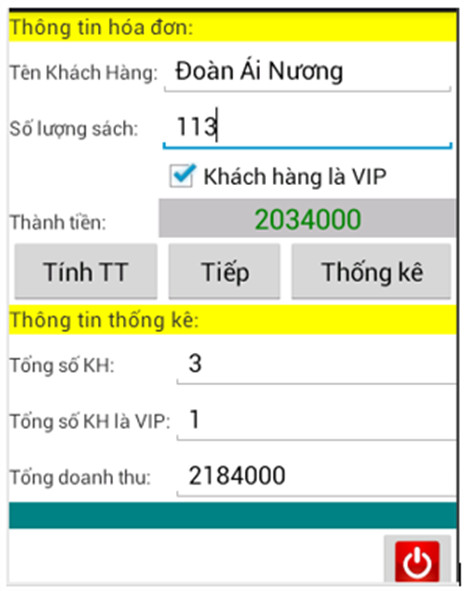 Thông tin hóa đơn:
Tên Khách Hàng: Đoàn Ái Nương
Số lượng sách: 113
Khách hàng là VIP
Thành tiền: 2034000
Tính TT Tiếp Thống kê
Thông tin thống kê:
Tổng số KH: 3
Tổng số KH là VIP: 1
Tổng doanh thu: 2184000